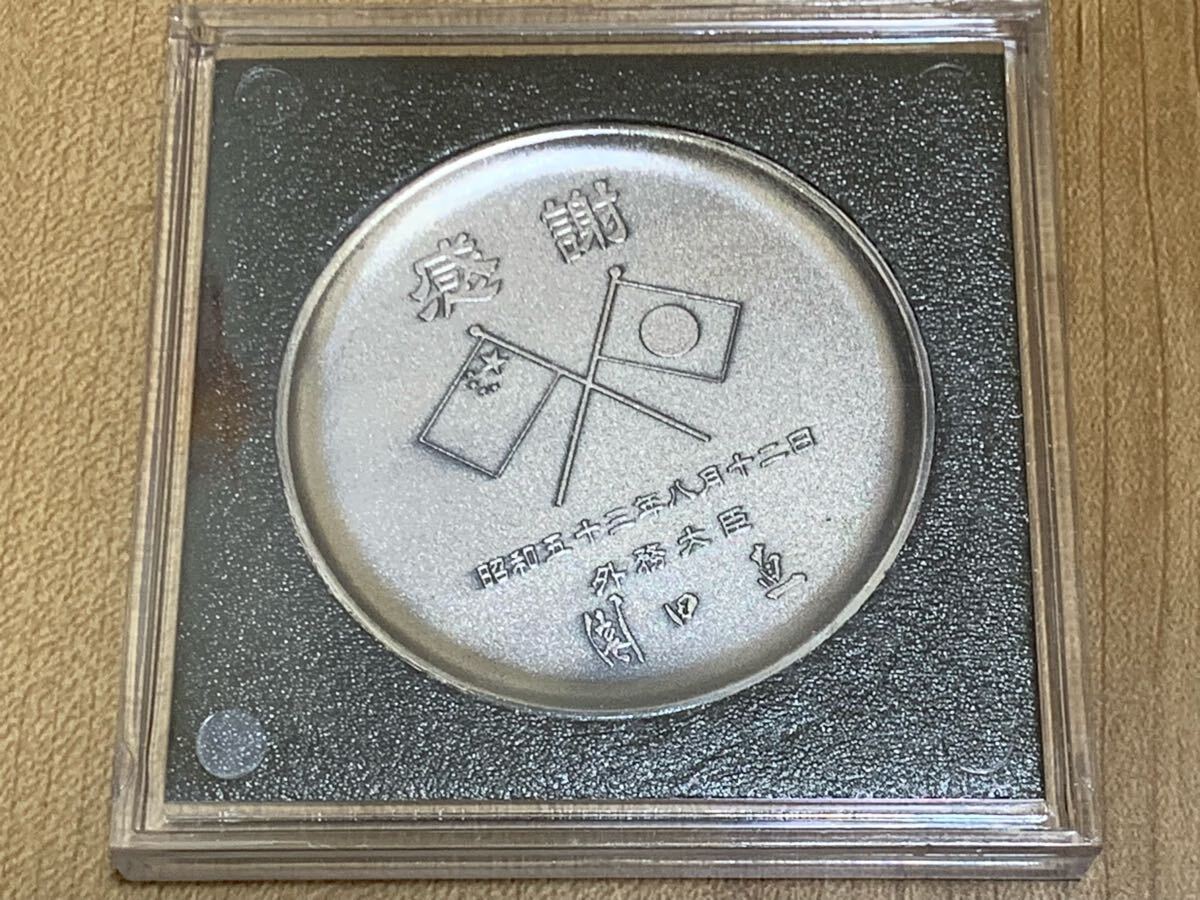 感謝
昭和五十三年八月十二日
外務大臣
園田直